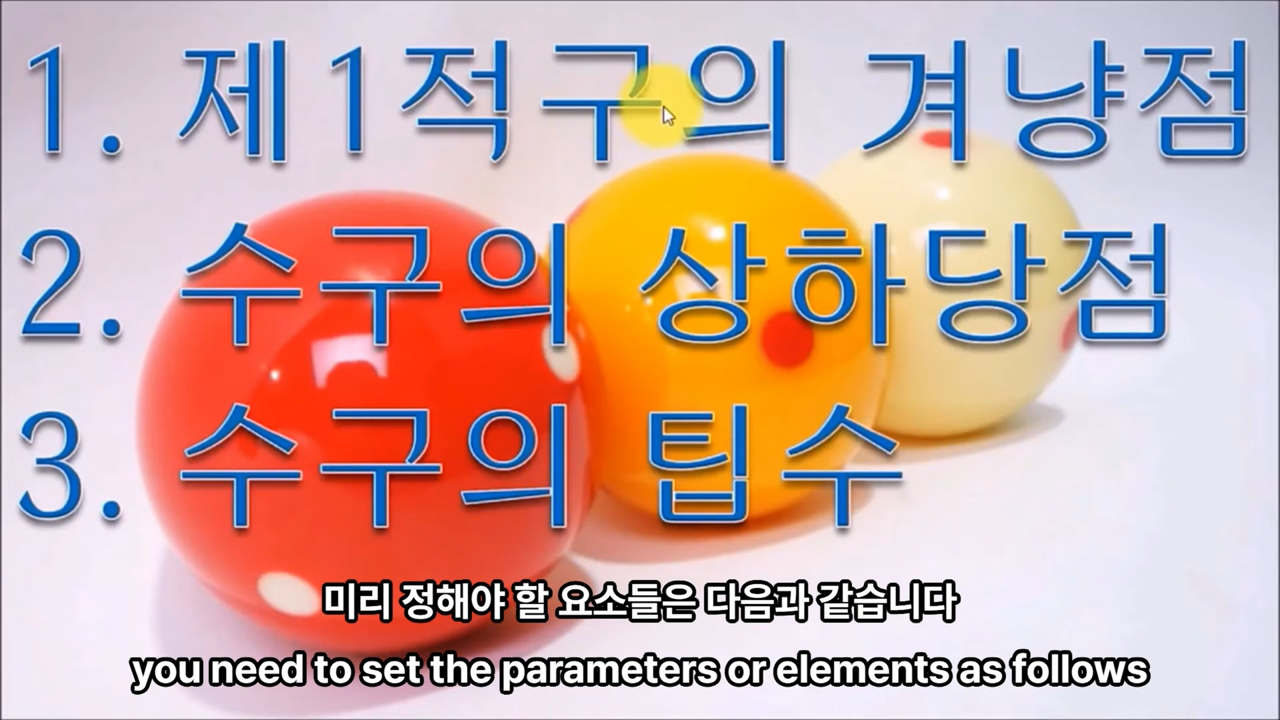 1. 제1적구의 겨냥점
2. 수구의 상하당점
3. 수구의 팁수
미리 정해야 할 요소들은 다음과 같습니다
you need to set the parameters or elements as follows